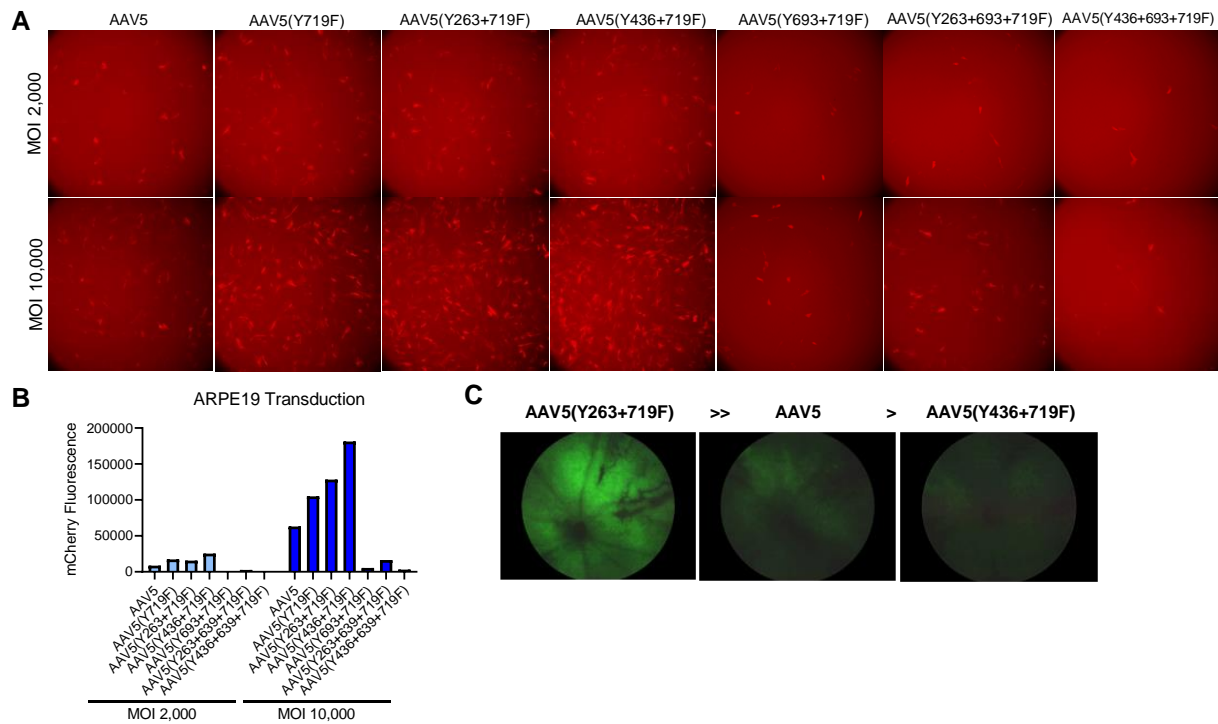 A
AAV5 AAV5(Y719F) AAV5(Y263+719F) AAV5(Y436+719F) AAV5(Y693+719F) AAV5(Y263+693+719F) AAV5(Y436+693+719F)
MOI 2,000
MOI 10,000
B
ARPE19 Transduction
mCherry Fluorescence
200000
150000
100000
50000
0
AAV5
AAV5(Y719F)
AAV5(Y263+719F)
AAV5(Y436+719F)
AAV5(Y693+719F)
AAV5(Y263+639+719F)
AAV5(Y436+639+719F)
AAV5
AAV5(Y719F)
AAV5(Y263+719F)
AAV5(Y436+719F)
AAV5(Y693+719F)
AAV5(Y263+639+719F)
AAV5(Y436+639+719F)
MOI 2,000 MOI 10,000
C
AAV5(Y263+719F) >> AAV5 > AAV5(Y436+719F)